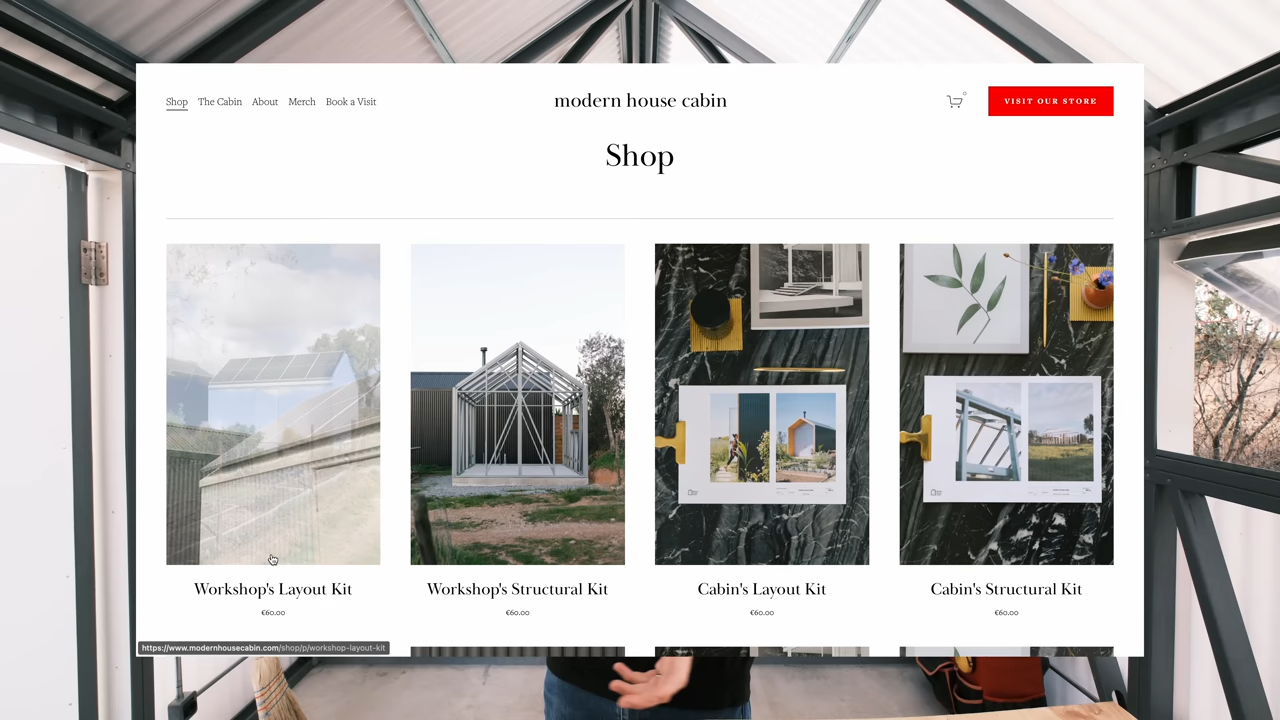 Shop The Cabin About Merch Book a Visit
modern house cabin
0
VISIT OUR STORE
Shop
Workshop's Layout Kit
€60.00
Workshop's Structural Kit
€60.00
Cabin's Layout Kit
€60.00
Cabin's Structural Kit
€60.00
https://www.modernhousecabin.com/shop/p/workshop-layout-kit